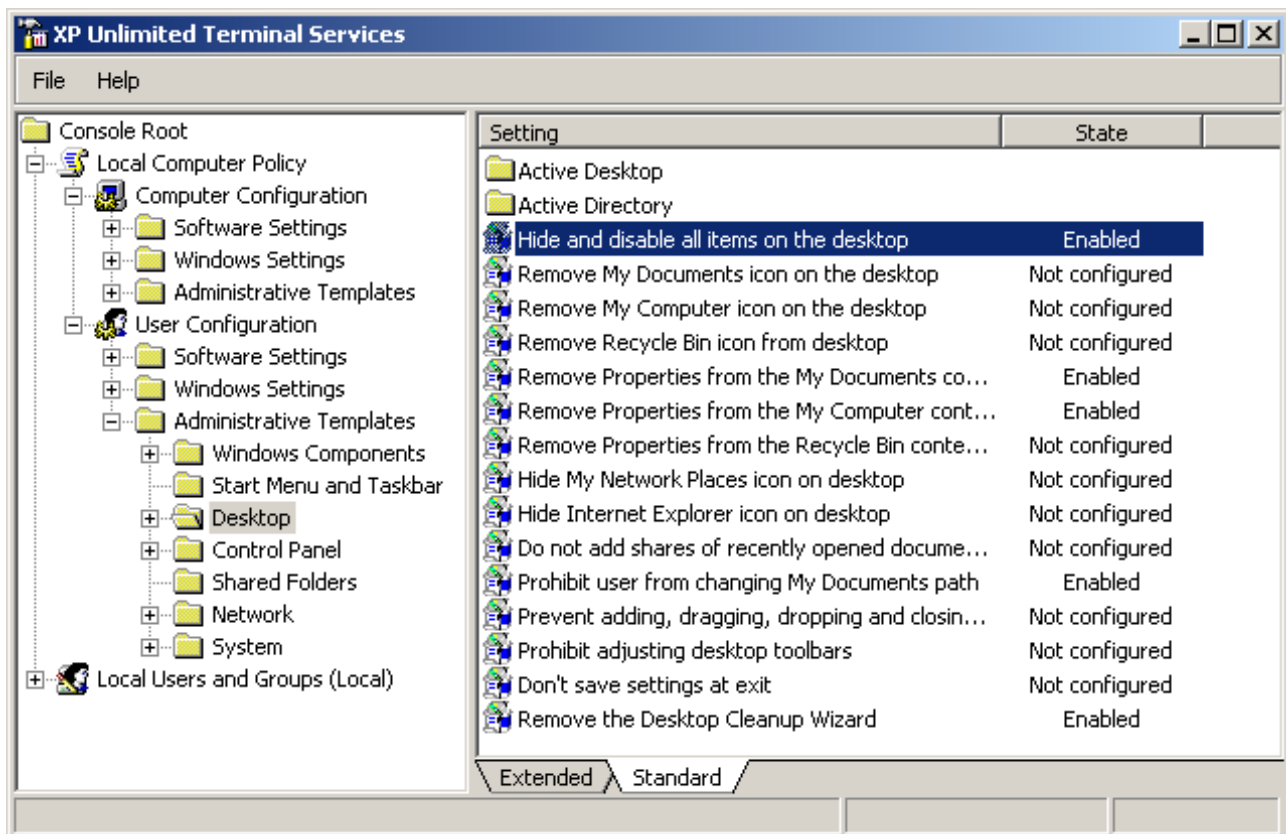 XP Unlimited Terminal Services
File Help
Console Root
Local Computer Policy
Computer Configuration
Software Settings
Windows Settings
Administrative Templates
User Configuration
Software Settings
Windows Settings
Administrative Templates
Windows Components
Start Menu and Taskbar
Desktop
Control Panel
Shared Folders
Network
System
Local Users and Groups (Local)
Setting State
Active Desktop
Active Directory
Hide and disable all items on the desktop Enabled
Remove My Documents icon on the desktop Not configured
Remove My Computer icon on the desktop Not configured
Remove Recycle Bin icon from desktop Not configured
Remove Properties from the My Documents co... Enabled
Remove Properties from the My Computer cont... Enabled
Remove Properties from the Recycle Bin conte... Not configured
Hide My Network Places icon on desktop Not configured
Hide Internet Explorer icon on desktop Not configured
Do not add shares of recently opened docume... Not configured
Prohibit user from changing My Documents path Enabled
Prevent adding, dragging, dropping and closin... Not configured
Prohibit adjusting desktop toolbars Not configured
Don't save settings at exit Not configured
Remove the Desktop Cleanup Wizard Enabled
Extended Standard